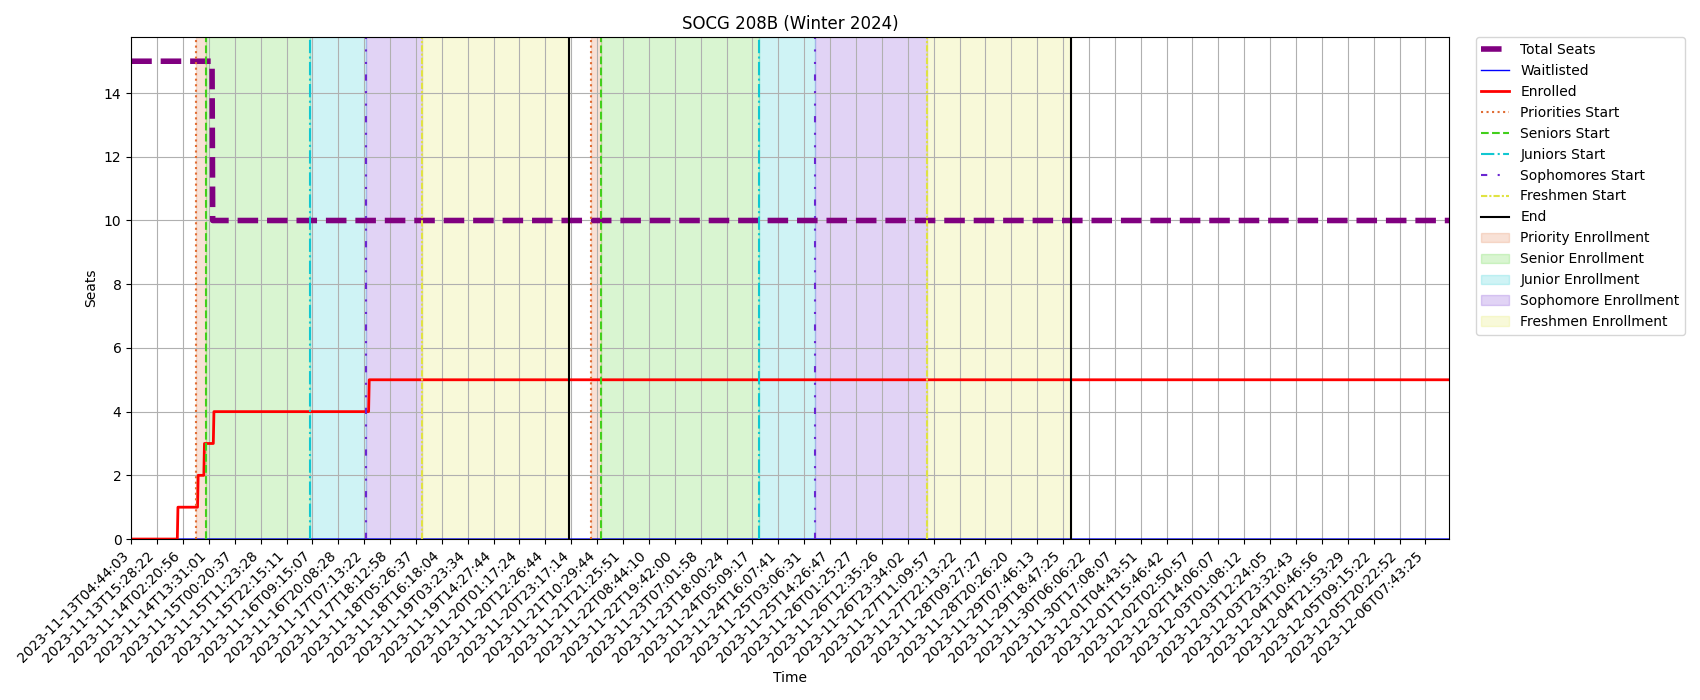 SOCG 208B (Winter 2024)
Seats
14
12
10
8
6
4
2
0
2023-11-13T04:44:03
2023-11-13T15:28:22
2023-11-14T02:20:56
2023-11-14T13:31:01
2023-11-15T00:20:37
2023-11-15T11:23:28
2023-11-15T22:15:11
2023-11-16T09:15:07
2023-11-16T20:08:28
2023-11-17T07:13:22
2023-11-17T18:12:58
2023-11-18T05:26:37
2023-11-18T16:18:04
2023-11-19T03:23:34
2023-11-19T14:27:44
2023-11-20T01:17:24
2023-11-20T12:26:44
2023-11-20T23:17:14
2023-11-21T10:29:44
2023-11-21T21:25:51
2023-11-22T08:44:10
2023-11-22T19:42:00
2023-11-23T07:01:58
2023-11-23T18:00:24
2023-11-24T05:09:17
2023-11-24T16:07:41
2023-11-25T03:06:31
2023-11-25T14:26:47
2023-11-26T01:25:27
2023-11-26T12:35:26
2023-11-26T23:34:02
2023-11-27T11:09:57
2023-11-27T22:13:22
2023-11-28T09:27:27
2023-11-28T20:26:20
2023-11-29T07:46:13
2023-11-29T18:47:25
2023-11-30T06:06:22
2023-11-30T17:08:07
2023-12-01T04:43:51
2023-12-01T15:46:42
2023-12-02T02:50:57
2023-12-02T14:06:07
2023-12-03T01:08:12
2023-12-03T12:24:05
2023-12-03T23:32:43
2023-12-04T10:46:56
2023-12-04T21:53:29
2023-12-05T09:15:22
2023-12-05T20:22:52
2023-12-06T07:43:25
Time
Total Seats
Waitlisted
Enrolled
Priorities Start
Seniors Start
Juniors Start
Sophomores Start
Freshmen Start
End
Priority Enrollment
Senior Enrollment
Junior Enrollment
Sophomore Enrollment
Freshmen Enrollment